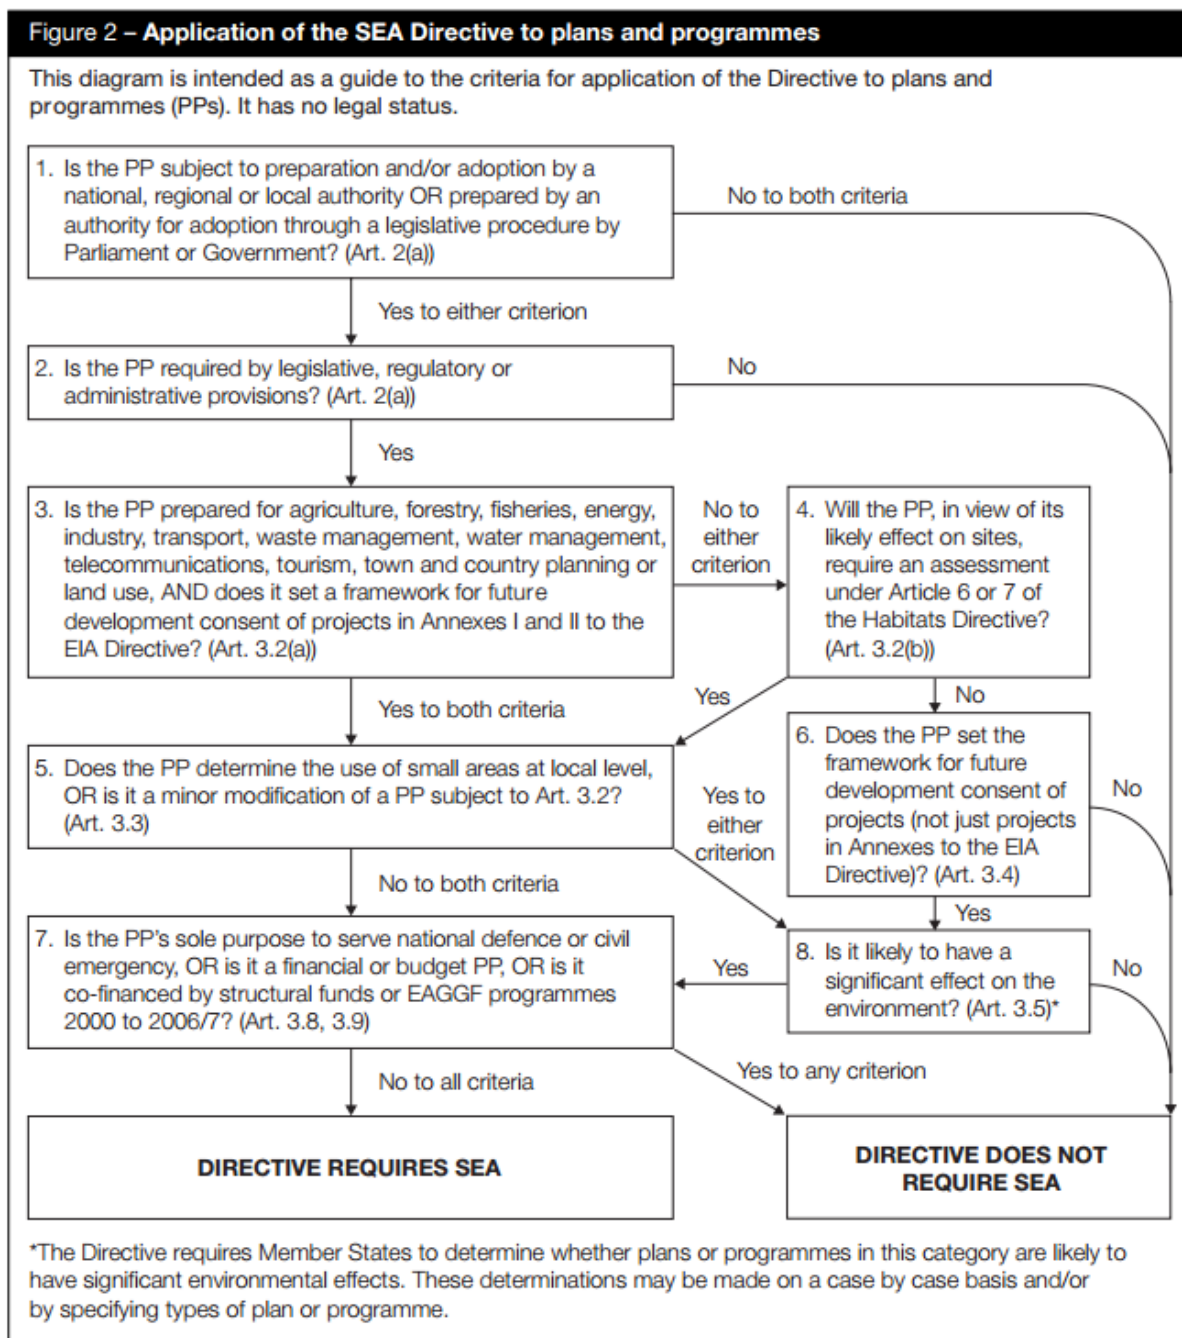 Figure 2 – Application of the SEA Directive to plans and programmes
This diagram is intended as a guide to the criteria for application of the Directive to plans and
programmes (PPs). It has no legal status.
1. Is the PP subject to preparation and/or adoption by a
national, regional or local authority OR prepared by an
authority for adoption through a legislative procedure by
Parliament or Government? (Art. 2(a))
No to both criteria
Yes to either criterion
2. Is the PP required by legislative, regulatory or
administrative provisions? (Art. 2(a))
No
Yes
3. Is the PP prepared for agriculture, forestry, fisheries, energy,
industry, transport, waste management, water management,
telecommunications, tourism, town and country planning or
land use, AND does it set a framework for future
development consent of projects in Annexes I and II to the
EIA Directive? (Art. 3.2(a))
No to
either
criterion
4. Will the PP, in view of its
likely effect on sites,
require an assessment
under Article 6 or 7 of
the Habitats Directive?
(Art. 3.2(b))
Yes to both criteria
Yes
No
5. Does the PP determine the use of small areas at local level,
OR is it a minor modification of a PP subject to Art. 3.2?
(Art. 3.3)
Yes to
either
criterion
6. Does the PP set the
framework for future
development consent of
projects (not just projects
in Annexes to the EIA
Directive)? (Art. 3.4)
No
No to both criteria
Yes
7. Is the PP's sole purpose to serve national defence or civil
emergency, OR is it a financial or budget PP, OR is it
co-financed by structural funds or EAGGF programmes
2000 to 2006/7? (Art. 3.8, 3.9)
Yes
8. Is it likely to have a
significant effect on the
environment? (Art. 3.5)*
No
No to all criteria
Yes to any criterion
DIRECTIVE REQUIRES SEA
DIRECTIVE DOES NOT
REQUIRE SEA
*The Directive requires Member States to determine whether plans or programmes in this category are likely to
have significant environmental effects. These determinations may be made on a case by case basis and/or
by specifying types of plan or programme.